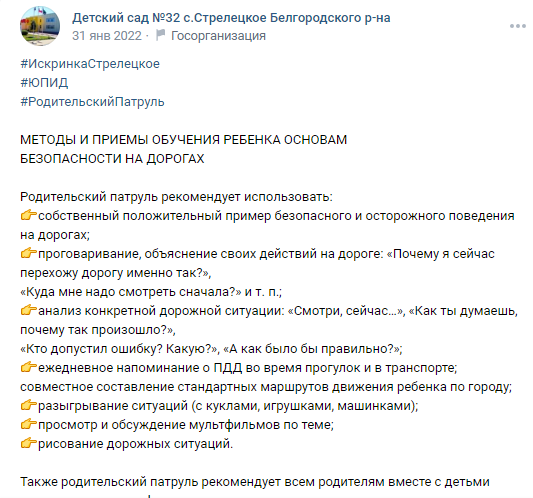 Детский сад №32 с.Стрелецкое Белгородского р-на
31 янв 2022 · Госорганизация
#ИскринкаСтрелецкое
#ЮПИД
#РодительскийПатруль
МЕТОДЫ И ПРИЕМЫ ОБУЧЕНИЯ РЕБЕНКА ОСНОВАМ
БЕЗОПАСНОСТИ НА ДОРОГАХ
Родительский патруль рекомендует использовать:
👉собственный положительный пример безопасного и осторожного поведения
на дорогах;
👉проговаривание, объяснение своих действий на дороге: «Почему я сейчас
перехожу дорогу именно так?»,
«Куда мне надо смотреть сначала?» и т. п.;
👉анализ конкретной дорожной ситуации: «Смотри, сейчас…», «Как ты думаешь,
почему так произошло?»,
«Кто допустил ошибку? Какую?», «А как было бы правильно?»;
👉ежедневное напоминание о ПДД во время прогулок и в транспорте;
совместное составление стандартных маршрутов движения ребенка по городу;
👉разыгрывание ситуаций (с куклами, игрушками, машинками);
👉просмотр и обсуждение мультфильмов по теме;
👉рисование дорожных ситуаций.
Также родительский патруль рекомендует всем родителям вместе с детьми